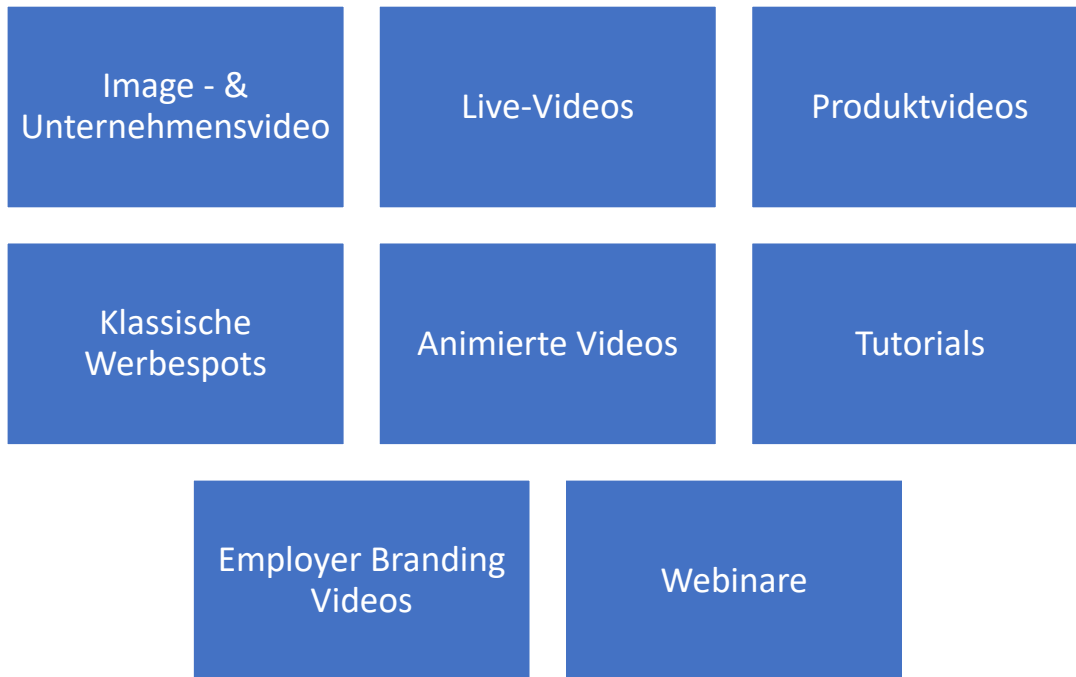 Image - &
Unternehmensvideo
Live-Videos
Produktvideos
Klassische
Werbespots
Animierte Videos
Tutorials
Employer Branding
Videos
Webinare